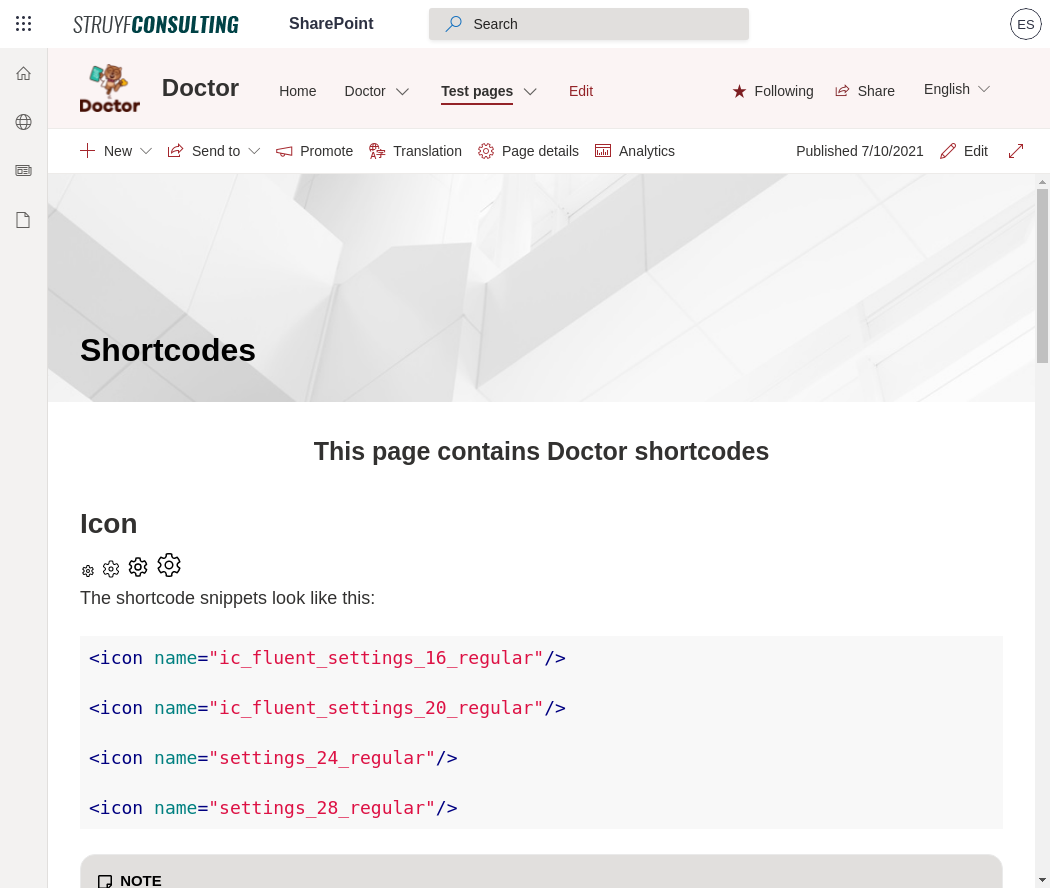 STRUYFCONSULTING SharePoint Search ES
Doctor Doctor Home Doctor Test pages Edit Following Share English
New Send to Promote Translation Page details Analytics Published 7/10/2021 Edit
Shortcodes
This page contains Doctor shortcodes
Icon
The shortcode snippets look like this:
<icon name="ic_fluent_settings_16_regular"/>
<icon name="ic_fluent_settings_20_regular"/>
<icon name="settings_24_regular"/>
<icon name="settings_28_regular"/>
NOTE